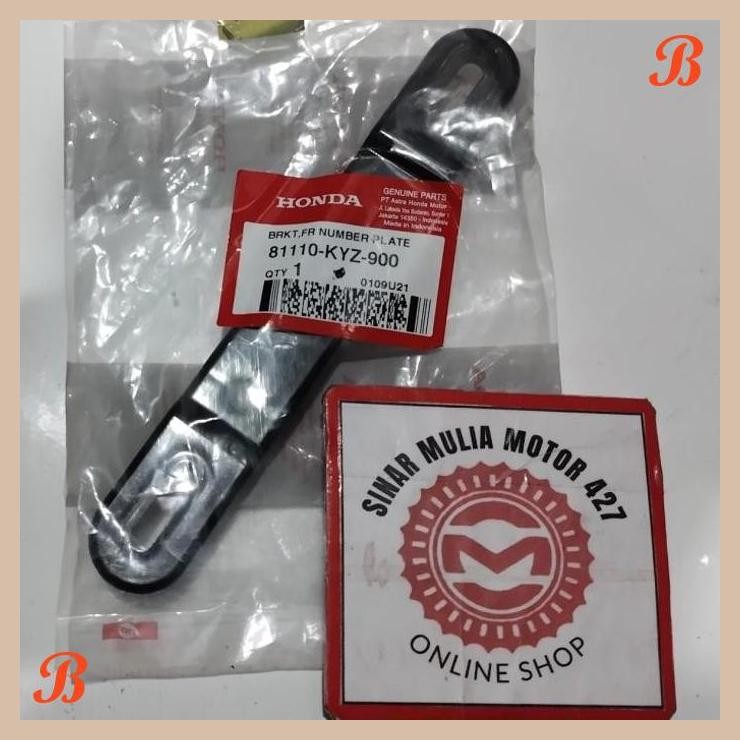 B
HONDA
GENUINE PARTS
PT Astra Honda Motor
Jakarta 14350 - Indonesia
Made in Indonesia
BRKT,FR NUMBER PLATE
81110-KYZ-900
QTY 1
0109U21
SINAR MULIA MOTOR 427
M
ONLINE SHOP
B